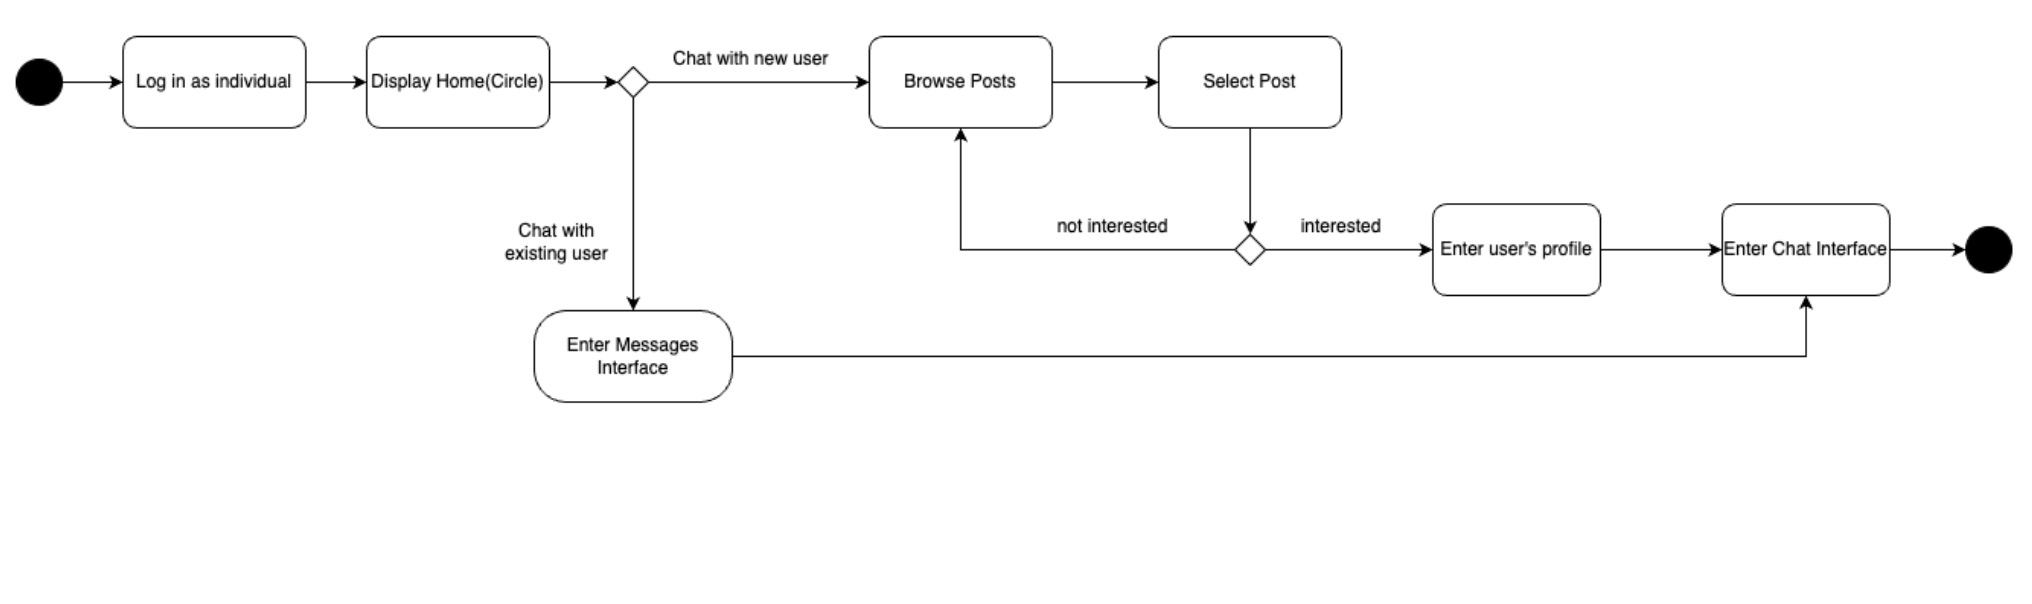 Chat with new user
Log in as individual
Display Home(Circle)
Browse Posts
Select Post
Chat with
existing user
not interested
interested
Enter user's profile
Enter Chat Interface
Enter Messages
Interface